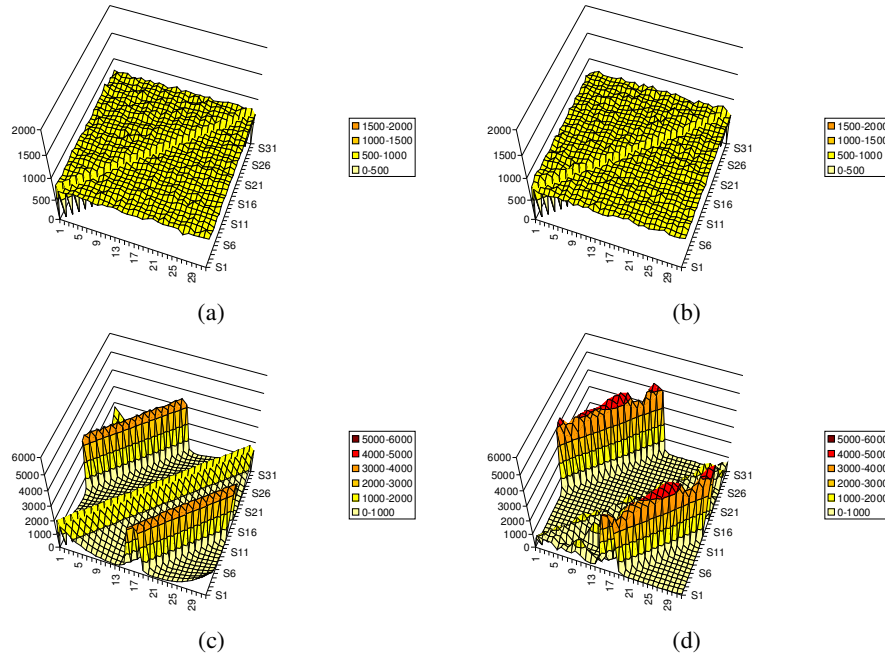 2000
1500
1000
500
0
1
5
9
13
17
21
25
29
S1
S6
S11
S16
S21
S26
S31
1500-2000
1000-1500
500-1000
0-500
(a)
2000
1500
1000
500
0
1
5
9
13
17
21
25
29
S1
S6
S11
S16
S21
S26
S31
1500-2000
1000-1500
500-1000
0-500
(b)
6000
5000
4000
3000
2000
1000
0
1
5
9
13
17
21
25
29
S1
S6
S11
S16
S21
S26
S31
5000-6000
4000-5000
3000-4000
2000-3000
1000-2000
0-1000
(c)
6000
5000
4000
3000
2000
1000
0
1
5
9
13
17
21
25
29
S1
S6
S11
S16
S21
S26
S31
5000-6000
4000-5000
3000-4000
2000-3000
1000-2000
0-1000
(d)